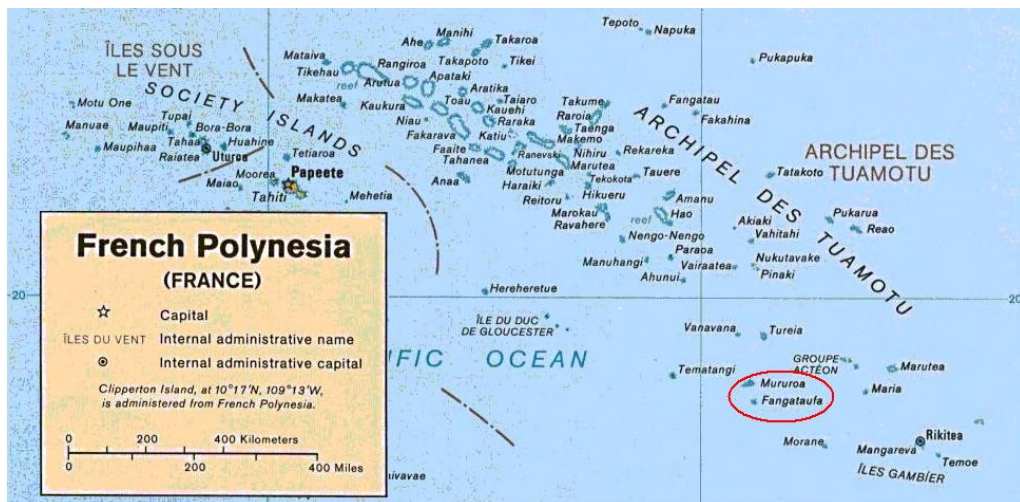 Tepoto
Napuka
ÎLES SOUS
LE VENT
Manihi
Ahe
Takaroa
Mataiva
Rangiroa
Takapoto
Tikei
Pukapuka
Tikehau
Arutua
Apataki
reef
Aratika
SOCIETY ISLANDS
Motu One
Makatea
Kaukura
Toau
Taiaro
Kauehi
Takume
Fangatau
Tupai
Raroia
Fakahina
Manuae
Maupiti
Bora-Bora
Niau
Raraka
Taenga
ARCHIPEL DES TUAMOTU
Tahaa
Huahine
Fakarava
Katiu
Makemo
Maupihaa
Uturoa
Faaite
Ranevski
Nihiru
Rekareka
ARCHIPEL DES
TUAMOTU
Raiatea
Tetiaroa
Tahanea
Marutea
Moorea
Papeete
Motutunga
Tekokota
Tauere
Tatakoto
Maiao
Anaa
Haraiki
Hikueru
Tahiti
Mehetia
Reitoru
Amanu
Marokau
Hao
Pukarua
Ravahere
reef
Akiaki
Reao
Nengo-Nengo
Vahitahi
Paraoa
Manuhangi
Vairaatea
Nukutavake
Ahunui
Pinaki
20
Hereheretue
20
French Polynesia
(FRANCE)
Capital
ÎLES DU VENT Internal administrative name
Internal administrative capital
Clipperton Island, at 10°17'N, 109°13'W,
is administered from French Polynesia.
0 200 400 Kilometers
0 200 400 Miles
ÎLE DU DUC
DE GLOUCESTER
Vanavana
Tureia
IFIC OCEAN
GROUPE
ACTÉON
Tematangi
Marutea
Mururoa
Maria
Fangataufa
Rikitea
Morane
Mangareva
Temoe
ÎLES GAMBIER
ivavae